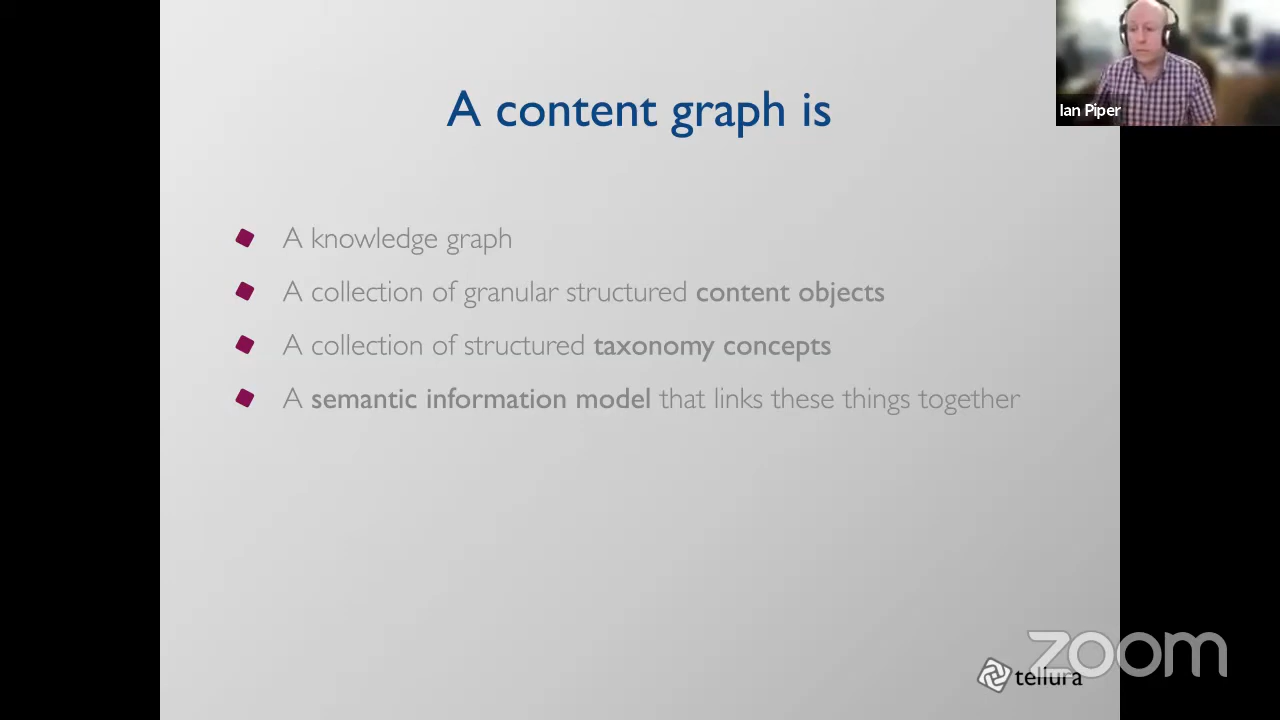 A content graph is
Ian Piper
A knowledge graph
A collection of granular structured content objects
A collection of structured taxonomy concepts
A semantic information model that links these things together
zoom
tellura